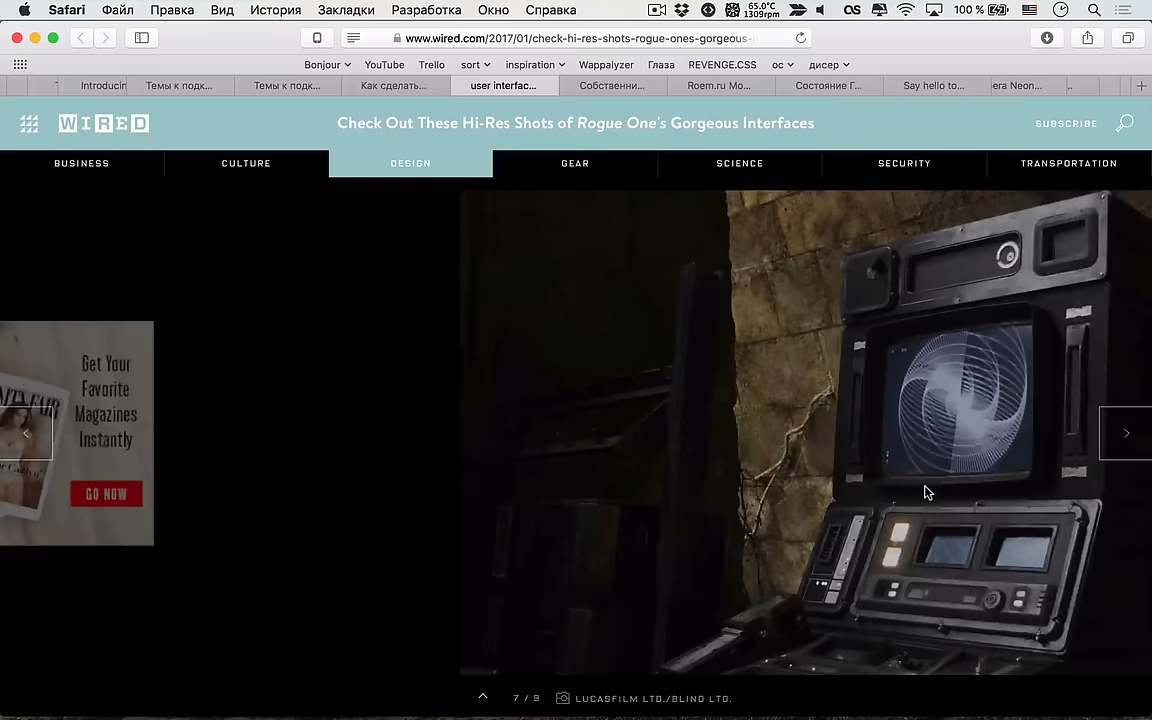 Safari Файл Правка Вид История Закладки Разработка Окно Справка
65.0°C
1309rpm
100 %
www.wired.com/2017/01/check-hi-res-shots-rogue-ones-gorgeous-i
Bonjour YouTube Trello sort inspiration Wappalyzer Глаза REVENGE.CSS ос дисер
Introducin Темы к подк... Темы к подк... Как сделать... user interfac... Собственни... Roem.ru Mo... Состояние Г... Say hello to... era Neon...
WIRED
Check Out These Hi-Res Shots of Rogue One's Gorgeous Interfaces
SUBSCRIBE
BUSINESS CULTURE DESIGN GEAR SCIENCE SECURITY TRANSPORTATION
Get Your
Favorite
Magazines
Instantly
GO NOW
7 / 9 LUCASFILM LTD./BLIND LTD.